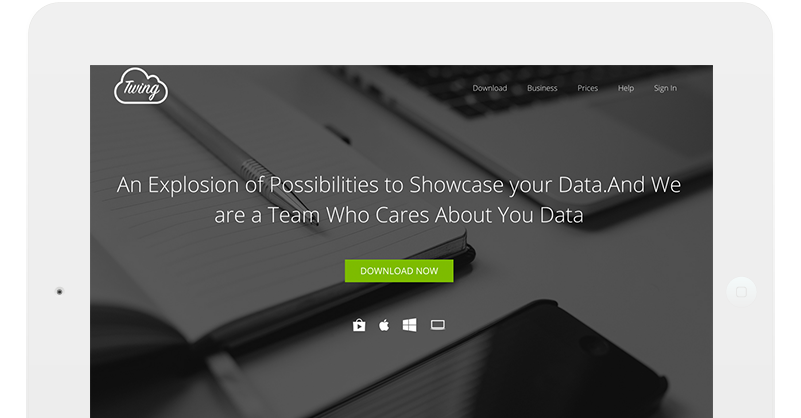 Twing
Download Business Prices Help Sign In
An Explosion of Possibilities to Showcase your Data.And We
are a Team Who Cares About You Data
DOWNLOAD NOW